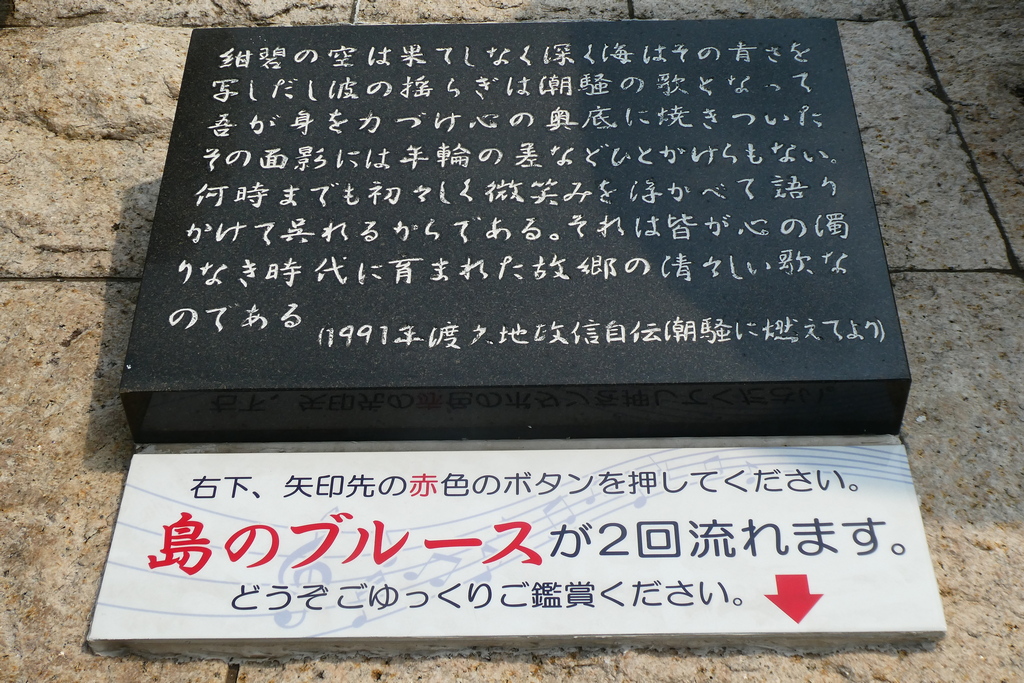 紺碧の空は果てしなく深く海はその青さを
写しだし波の揺らぎは潮騒の歌となって
吾が身を力づけ心の奥底に焼きついた
その面影には年輪の差などひとかけらもない。
何時までも初々しく微笑みを浮かべて語り
かけて呉れるからである。それは皆が心の濁
りなき時代に育まれた故郷の清々しい歌な
のである
(1991年渡久地政信自伝潮騒に燃えてより)
右下、矢印先の赤色のボタンを押してください。
島のブルースが2回流れます。
どうぞごゆっくりご鑑賞ください。